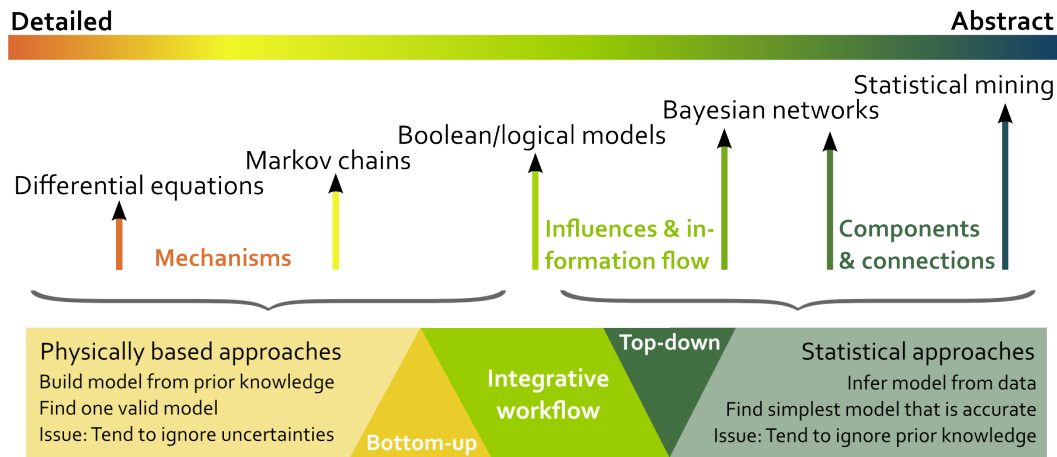 Detailed
Abstract
Statistical mining
Bayesian networks
Boolean/logical models
Markov chains
Differential equations
Mechanisms
Influences & in-
formation flow
Components
& connections
Physically based approaches
Build model from prior knowledge
Find one valid model
Issue: Tend to ignore uncertainties
Bottom-up
Integrative
workflow
Top-down
Statistical approaches
Infer model from data
Find simplest model that is accurate
Issue: Tend to ignore prior knowledge